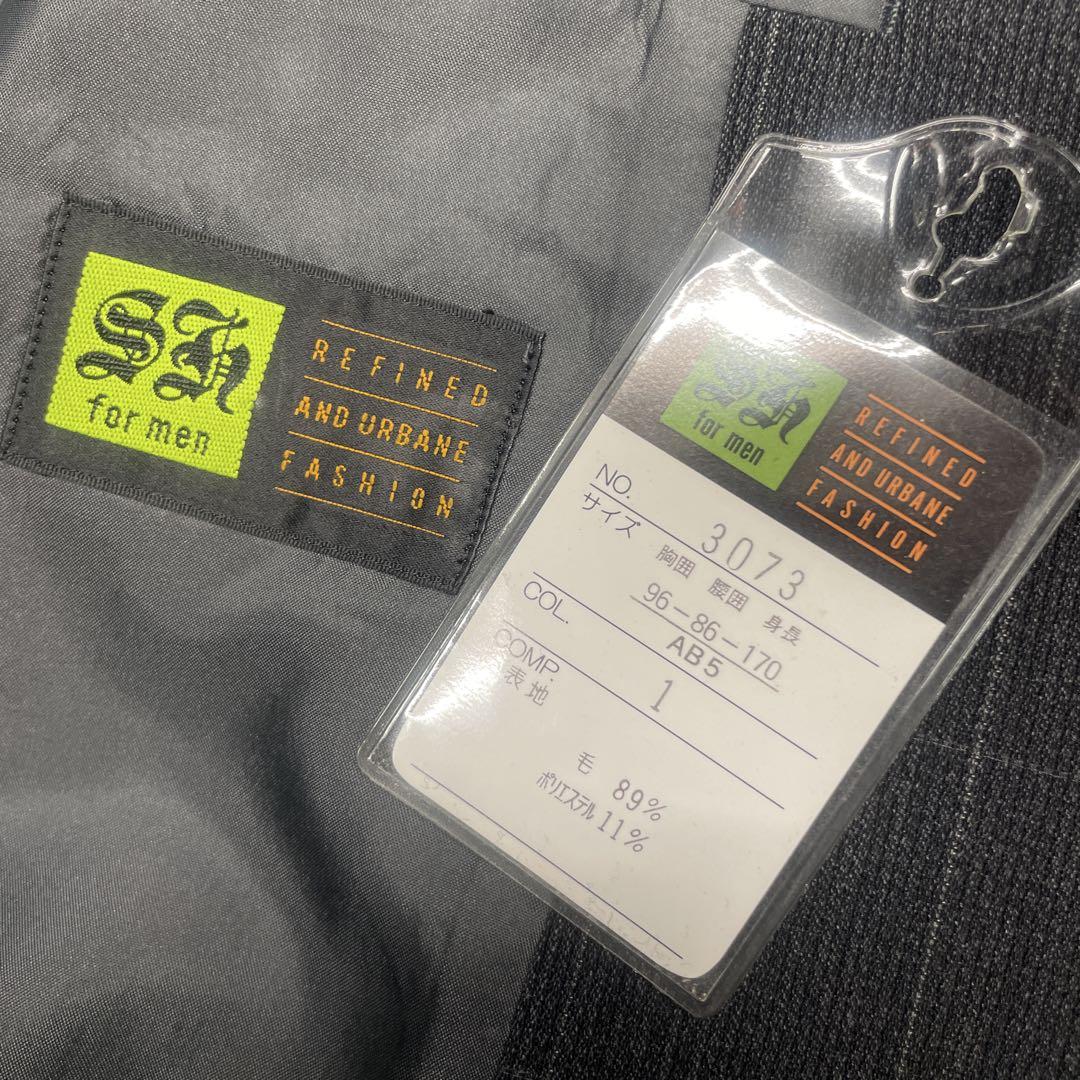 for men
REFINED
AND URBANE
FASHION
for men
REFINED
AND URBANE
FASHION
NO. 3073
サイズ 胸囲 腰囲 身長
96-86-170
AB5
COL. 1
COMP.
表地
毛 89%
ポリエステル 11%